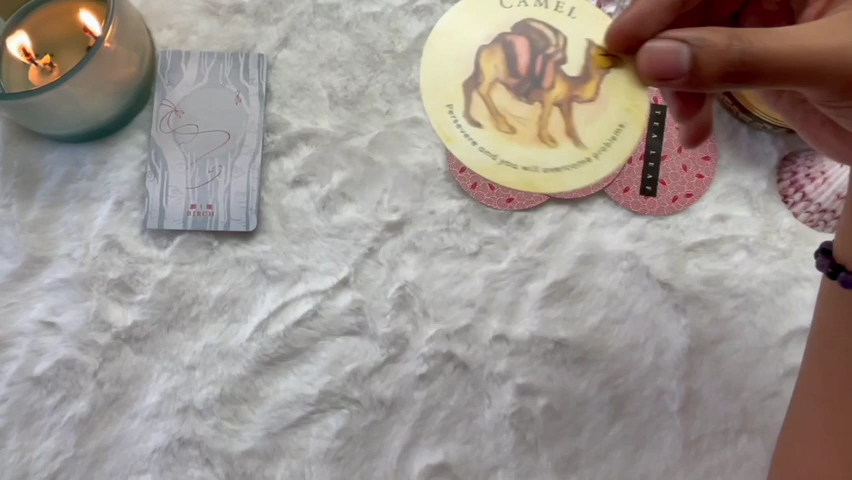 CAMEL
Persevere and you will overcome problems.
TEA LEAF
BIRCH